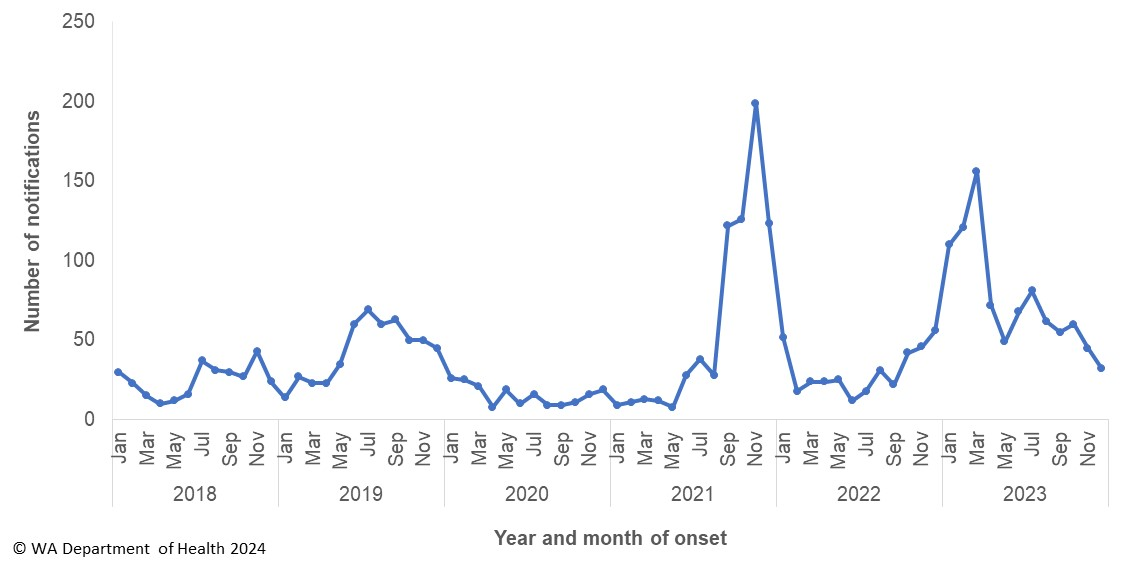 250
200
150
100
50
0
Number of notifications
Jan Mar May Jul Sep Nov Jan Mar May Jul Sep Nov Jan Mar May Jul Sep Nov Jan Mar May Jul Sep Nov Jan Mar May Jul Sep Nov Jan Mar May Jul Sep Nov
2018 2019 2020 2021 2022 2023
Year and month of onset
© WA Department of Health 2024